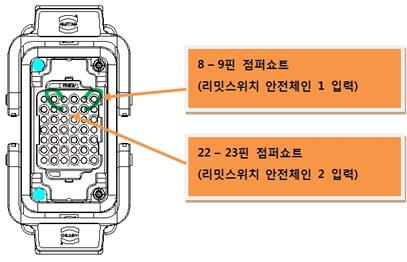 8 – 9핀 점퍼쇼트
(리밋스위치 안전체인 1 입력)
22 – 23핀 점퍼쇼트
(리밋스위치 안전체인 2 입력)